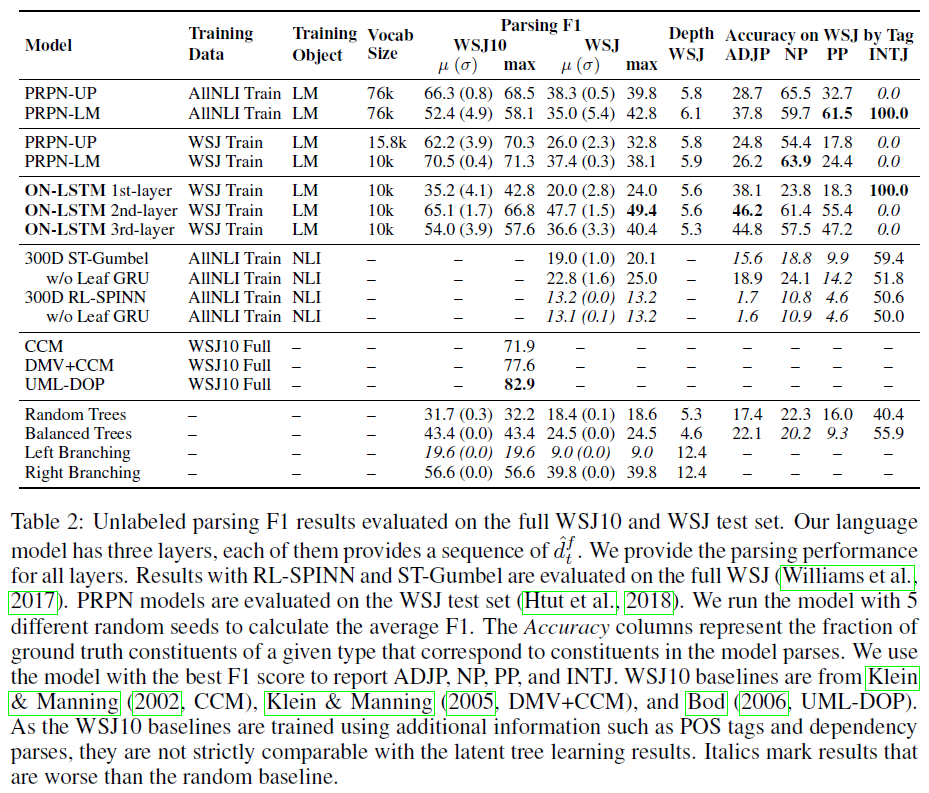 Model Training Data Training Object Vocab Size Parsing F1 Depth WSJ Accuracy on WSJ by Tag
WSJ10 WSJ ADJP NP PP INTJ
μ (σ) max μ (σ) max
PRPN-UP AllNLI Train LM 76k 66.3 (0.8) 68.5 38.3 (0.5) 39.8 5.8 28.7 65.5 32.7 0.0
PRPN-LM AllNLI Train LM 76k 52.4 (4.9) 58.1 35.0 (5.4) 42.8 6.1 37.8 59.7 61.5 100.0
PRPN-UP WSJ Train LM 15.8k 62.2 (3.9) 70.3 26.0 (2.3) 32.8 5.8 24.8 54.4 17.8 0.0
PRPN-LM WSJ Train LM 10k 70.5 (0.4) 71.3 37.4 (0.3) 38.1 5.9 26.2 63.9 24.4 0.0
ON-LSTM 1st-layer WSJ Train LM 10k 35.2 (4.1) 42.8 20.0 (2.8) 24.0 5.6 38.1 23.8 18.3 100.0
ON-LSTM 2nd-layer WSJ Train LM 10k 65.1 (1.7) 66.8 47.7 (1.5) 49.4 5.6 46.2 61.4 55.4 0.0
ON-LSTM 3rd-layer WSJ Train LM 10k 54.0 (3.9) 57.6 36.6 (3.3) 40.4 5.3 44.8 57.5 47.2 0.0
300D ST-Gumbel AllNLI Train NLI – – – 19.0 (1.0) 20.1 – 15.6 18.8 9.9 59.4
w/o Leaf GRU AllNLI Train NLI – – – 22.8 (1.6) 25.0 – 18.9 24.1 14.2 51.8
300D RL-SPINN AllNLI Train NLI – – – 13.2 (0.0) 13.2 – 1.7 10.8 4.6 50.6
w/o Leaf GRU AllNLI Train NLI – – – 13.1 (0.1) 13.2 – 1.6 10.9 4.6 50.0
CCM WSJ10 Full – – – 71.9 – – – – – – –
DMV+CCM WSJ10 Full – – – 77.6 – – – – – – –
UML-DOP WSJ10 Full – – – 82.9 – – – – – – –
Random Trees – – – 31.7 (0.3) 32.2 18.4 (0.1) 18.6 5.3 17.4 22.3 16.0 40.4
Balanced Trees – – – 43.4 (0.0) 43.4 24.5 (0.0) 24.5 4.6 22.1 20.2 9.3 55.9
Left Branching – – – 19.6 (0.0) 19.6 9.0 (0.0) 9.0 12.4 – – – –
Right Branching – – – 56.6 (0.0) 56.6 39.8 (0.0) 39.8 12.4 – – – –
Table 2: Unlabeled parsing F1 results evaluated on the full WSJ10 and WSJ test set. Our language
model has three layers, each of them provides a sequence of d̂ᶠₜ. We provide the parsing performance
for all layers. Results with RL-SPINN and ST-Gumbel are evaluated on the full WSJ (Williams et al.,
2017). PRPN models are evaluated on the WSJ test set (Htut et al., 2018). We run the model with 5
different random seeds to calculate the average F1. The Accuracy columns represent the fraction of
ground truth constituents of a given type that correspond to constituents in the model parses. We use
the model with the best F1 score to report ADJP, NP, PP, and INTJ. WSJ10 baselines are from Klein
& Manning (2002, CCM), Klein & Manning (2005, DMV+CCM), and Bod (2006, UML-DOP).
As the WSJ10 baselines are trained using additional information such as POS tags and dependency
parses, they are not strictly comparable with the latent tree learning results. Italics mark results that
are worse than the random baseline.